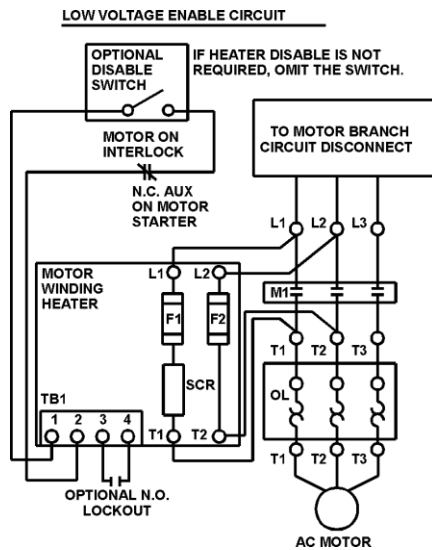 LOW VOLTAGE ENABLE CIRCUIT
OPTIONAL
DISABLE
SWITCH
IF HEATER DISABLE IS NOT
REQUIRED, OMIT THE SWITCH.
MOTOR ON
INTERLOCK
N.C. AUX
ON MOTOR
STARTER
TO MOTOR BRANCH
CIRCUIT DISCONNECT
L1 L2 L3
MOTOR
WINDING
HEATER
L1 L2
M1
F1 F2
SCR
T1 T2 T3
OL
TB1
1 2 3 4
T1 T2
T1 T2 T3
OPTIONAL N.O.
LOCKOUT
AC MOTOR